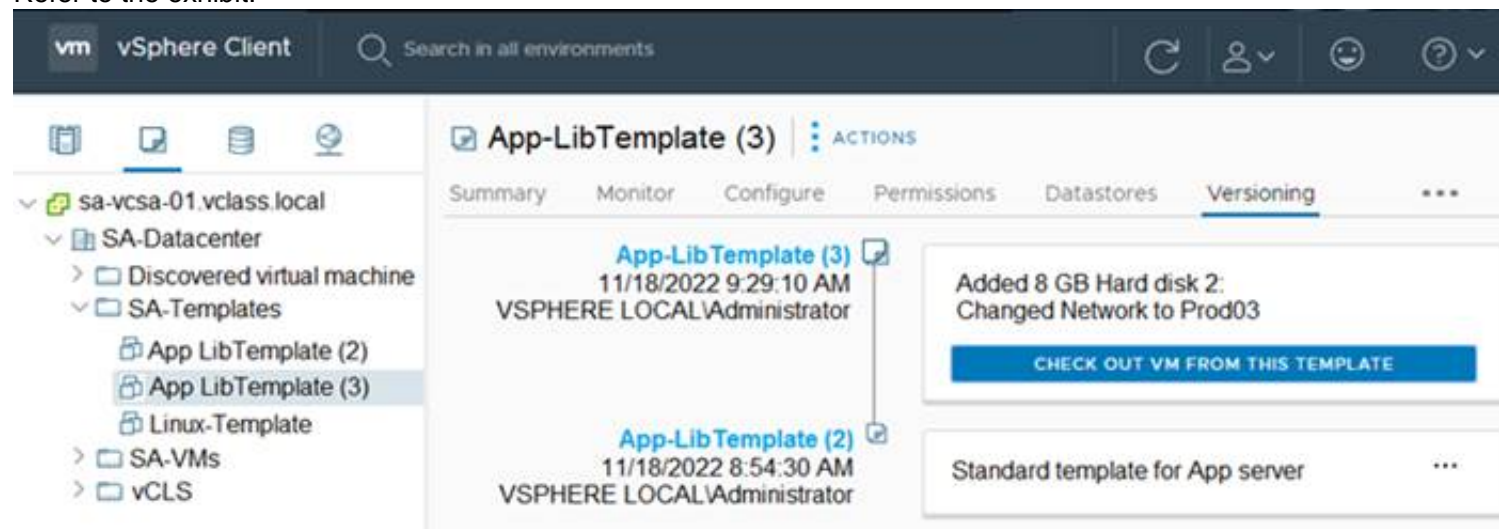 Refer to the exhibit.
vm vSphere Client Search in all environments
App-LibTemplate (3) ACTIONS
Summary Monitor Configure Permissions Datastores Versioning •••
sa-vcsa-01.vclass.local
SA-Datacenter
Discovered virtual machine
SA-Templates
App LibTemplate (2)
App LibTemplate (3)
Linux-Template
SA-VMs
vCLS
App-LibTemplate (3)
11/18/2022 9:29:10 AM
VSPHERE LOCAL\Administrator
Added 8 GB Hard disk 2:
Changed Network to Prod03
CHECK OUT VM FROM THIS TEMPLATE
App-LibTemplate (2)
11/18/2022 8:54:30 AM
VSPHERE LOCAL\Administrator
Standard template for App server ...